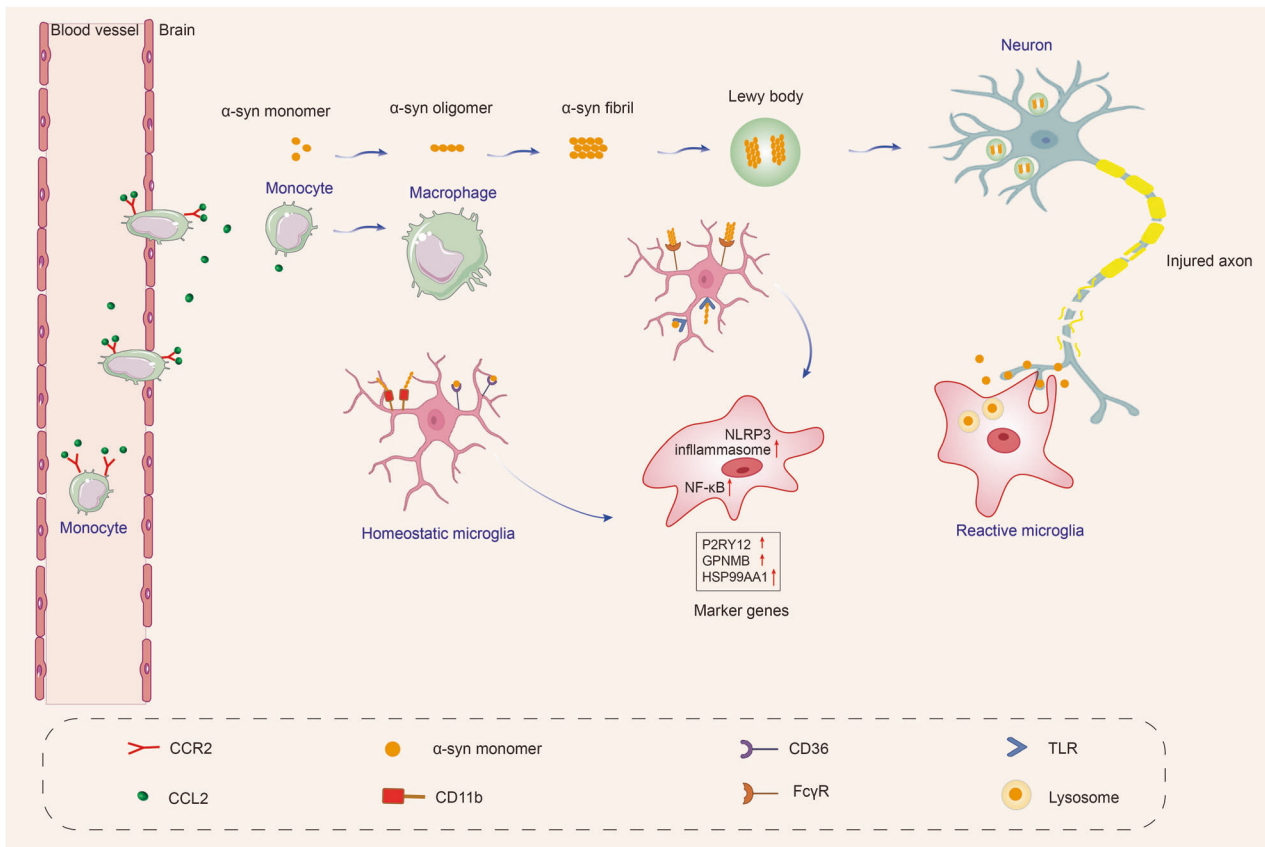 Blood vessel
Brain
Neuron
α-syn monomer
α-syn oligomer
α-syn fibril
Lewy body
Monocyte
Macrophage
Injured axon
NLRP3
inflammasome
NF-κB
Monocyte
Homeostatic microglia
Reactive microglia
P2RY12
GPNMB
HSP99AA1
Marker genes
CCR2
α-syn monomer
CD36
TLR
CCL2
CD11b
FcγR
Lysosome